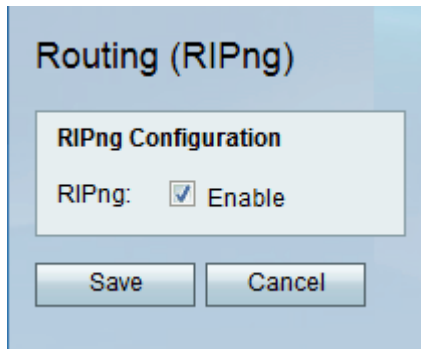 Routing (RIPng)
RIPng Configuration
RIPng: Enable
Save Cancel